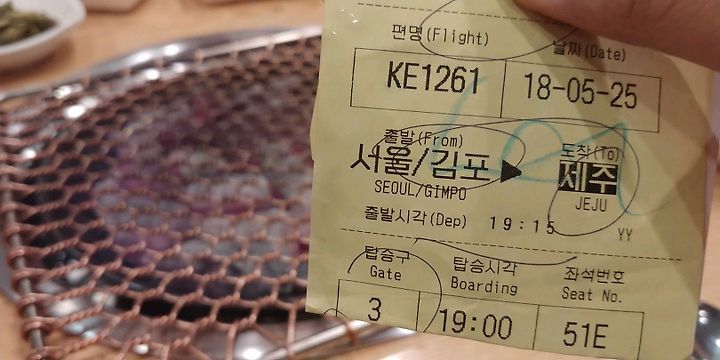 편명(Flight) 날짜(Date)
KE1261 18-05-25
출발(From) 도착(To)
서울/김포 ▶ 제주
SEOUL/GIMPO JEJU
출발시각(Dep) 19:15 YY
탑승구 탑승시각 좌석번호
Gate Boarding Seat No.
3 19:00 51E